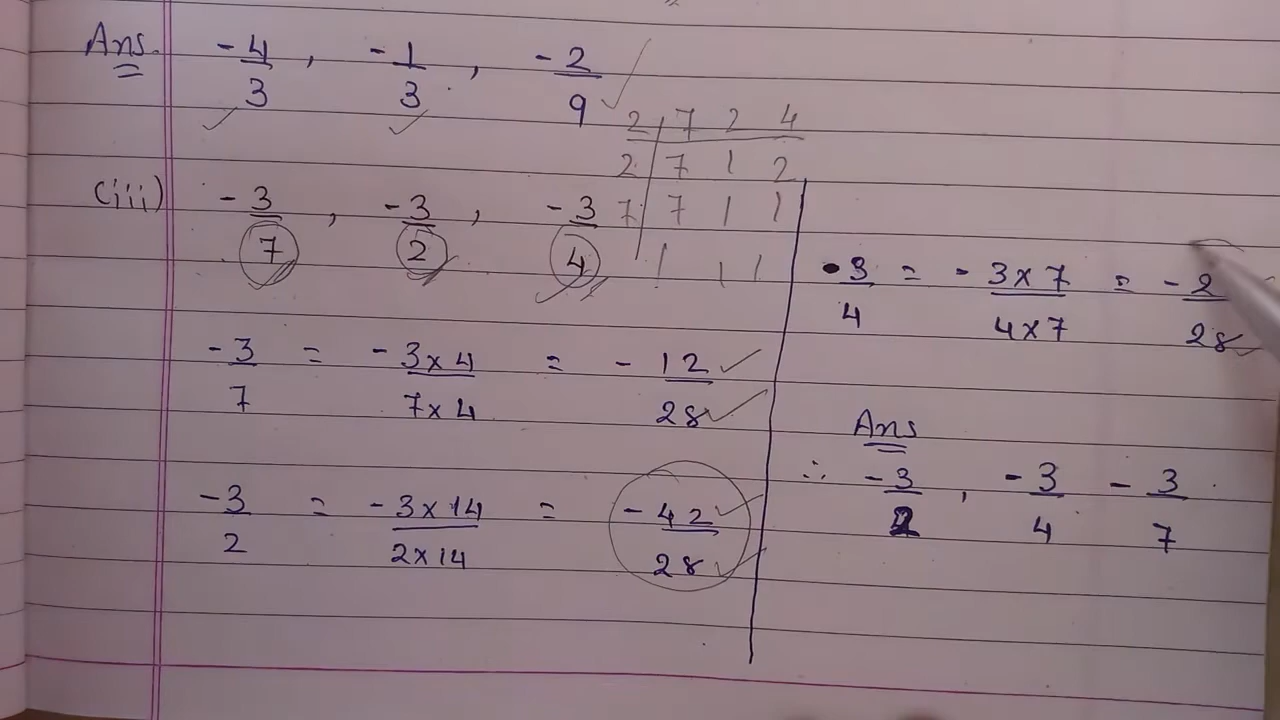 Ans. -4/3 , -1/3 , -2/9
2 | 7 2 4
2 | 7 1 2
7 | 7 1 1
1 1 1
(iii) -3/7 , -3/2 , -3/4
-3/7 = -3×4/7×4 = -12/28
-3/2 = -3×14/2×14 = -42/28
-3/4 = -3×7/4×7 = -2 /28
Ans
∴ -3/2 , -3/4 -3/7